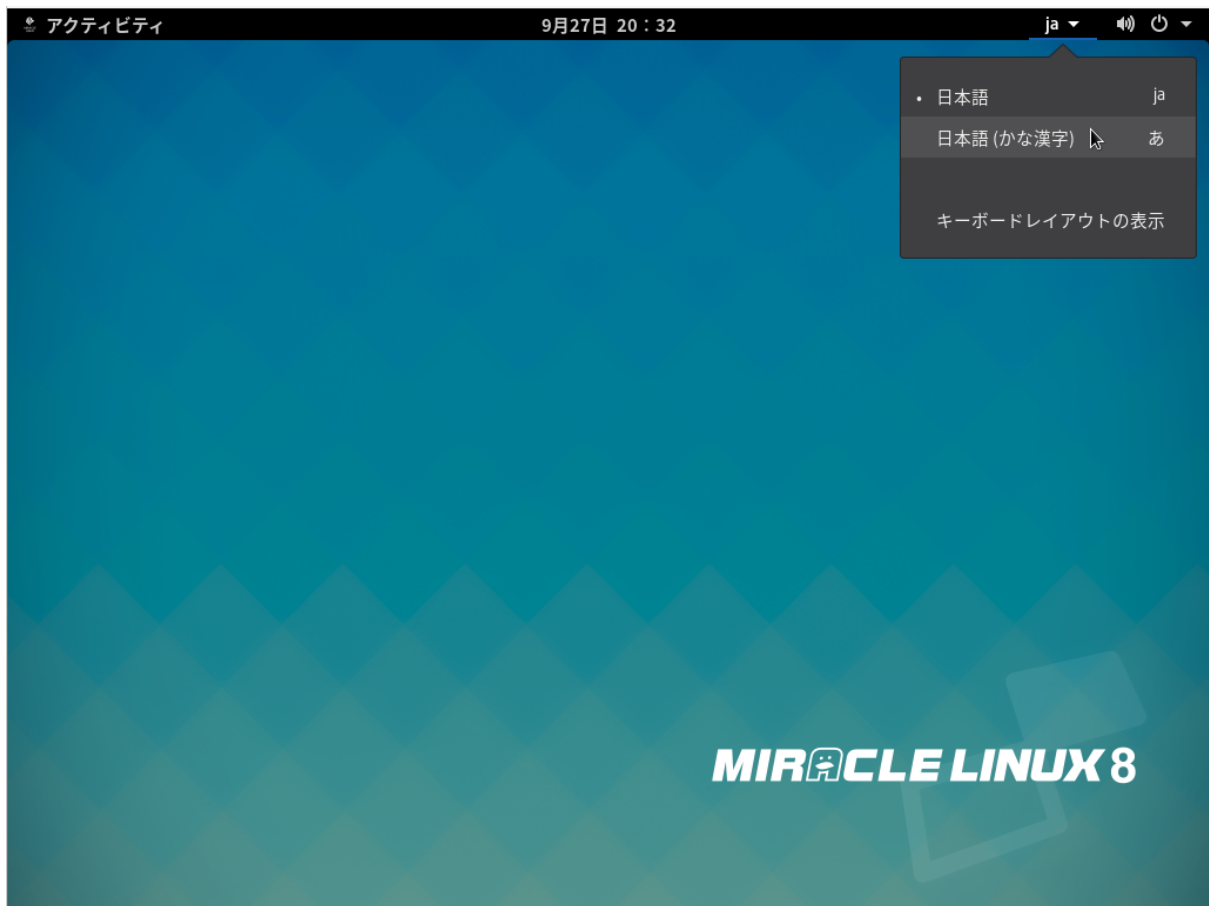 アクティビティ
9月27日 20：32
ja
日本語 ja
日本語 (かな漢字) あ
キーボードレイアウトの表示
MIRACLE LINUX 8